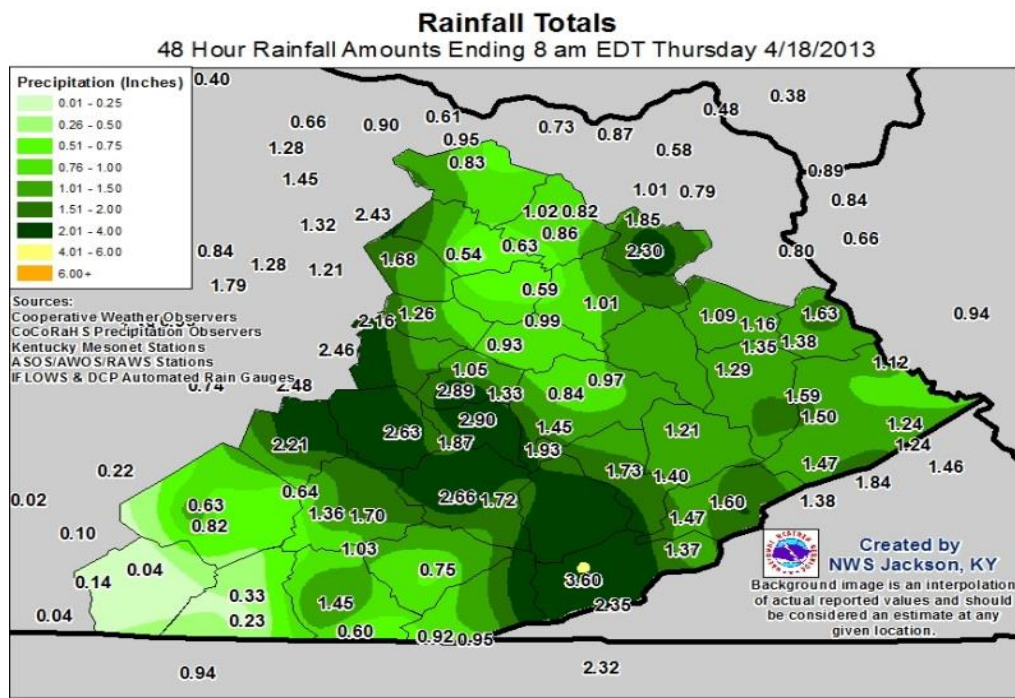 Rainfall Totals
48 Hour Rainfall Amounts Ending 8 am EDT Thursday 4/18/2013
Precipitation (Inches)
0.01 - 0.25
0.26 - 0.50
0.51 - 0.75
0.76 - 1.00
1.01 - 1.50
1.51 - 2.00
2.01 - 4.00
4.01 - 6.00
6.00+
Sources:
Cooperative Weather Observers
CoCoRaHS Precipitation Observers
Kentucky Mesonet Stations
ASOS/AWOS/RAWS Stations
IFLOWS & DCP Automated Rain Gauges
0.40
0.38
0.48
0.61
0.66 0.90 0.73 0.87
0.95
1.28 0.83 0.58
0.89
1.45 1.01 0.79
0.84
2.43 1.02 0.82 1.85
1.32 0.86
0.66
0.84 0.63 2.30 0.80
1.68 0.54
1.28 1.21
1.79 0.59
1.01
1.26 1.63
2.16 0.99 1.09 1.16 0.94
0.93 1.35 1.38
2.46
1.12
1.05 1.29
0.97
0.74 2.48 2.89 1.33 0.84 1.59
2.90 1.50
1.45 1.24
2.63 1.21
2.21 1.87 1.93 1.24
1.46
0.22 1.73 1.47
1.40 1.84
0.64 2.66 1.72
0.02 0.63 1.60 1.38
1.36 1.70 1.47
0.82
0.10
1.03 1.37
0.04 0.75
0.14 3.60
0.33 1.45 2.35
0.04 0.23
0.60 0.92 0.95
0.94 2.32
NATIONAL WEATHER SERVICE
Created by
NWS Jackson, KY
Background image is an interpolation
of actual reported values and should
be considered an estimate at any
given location.